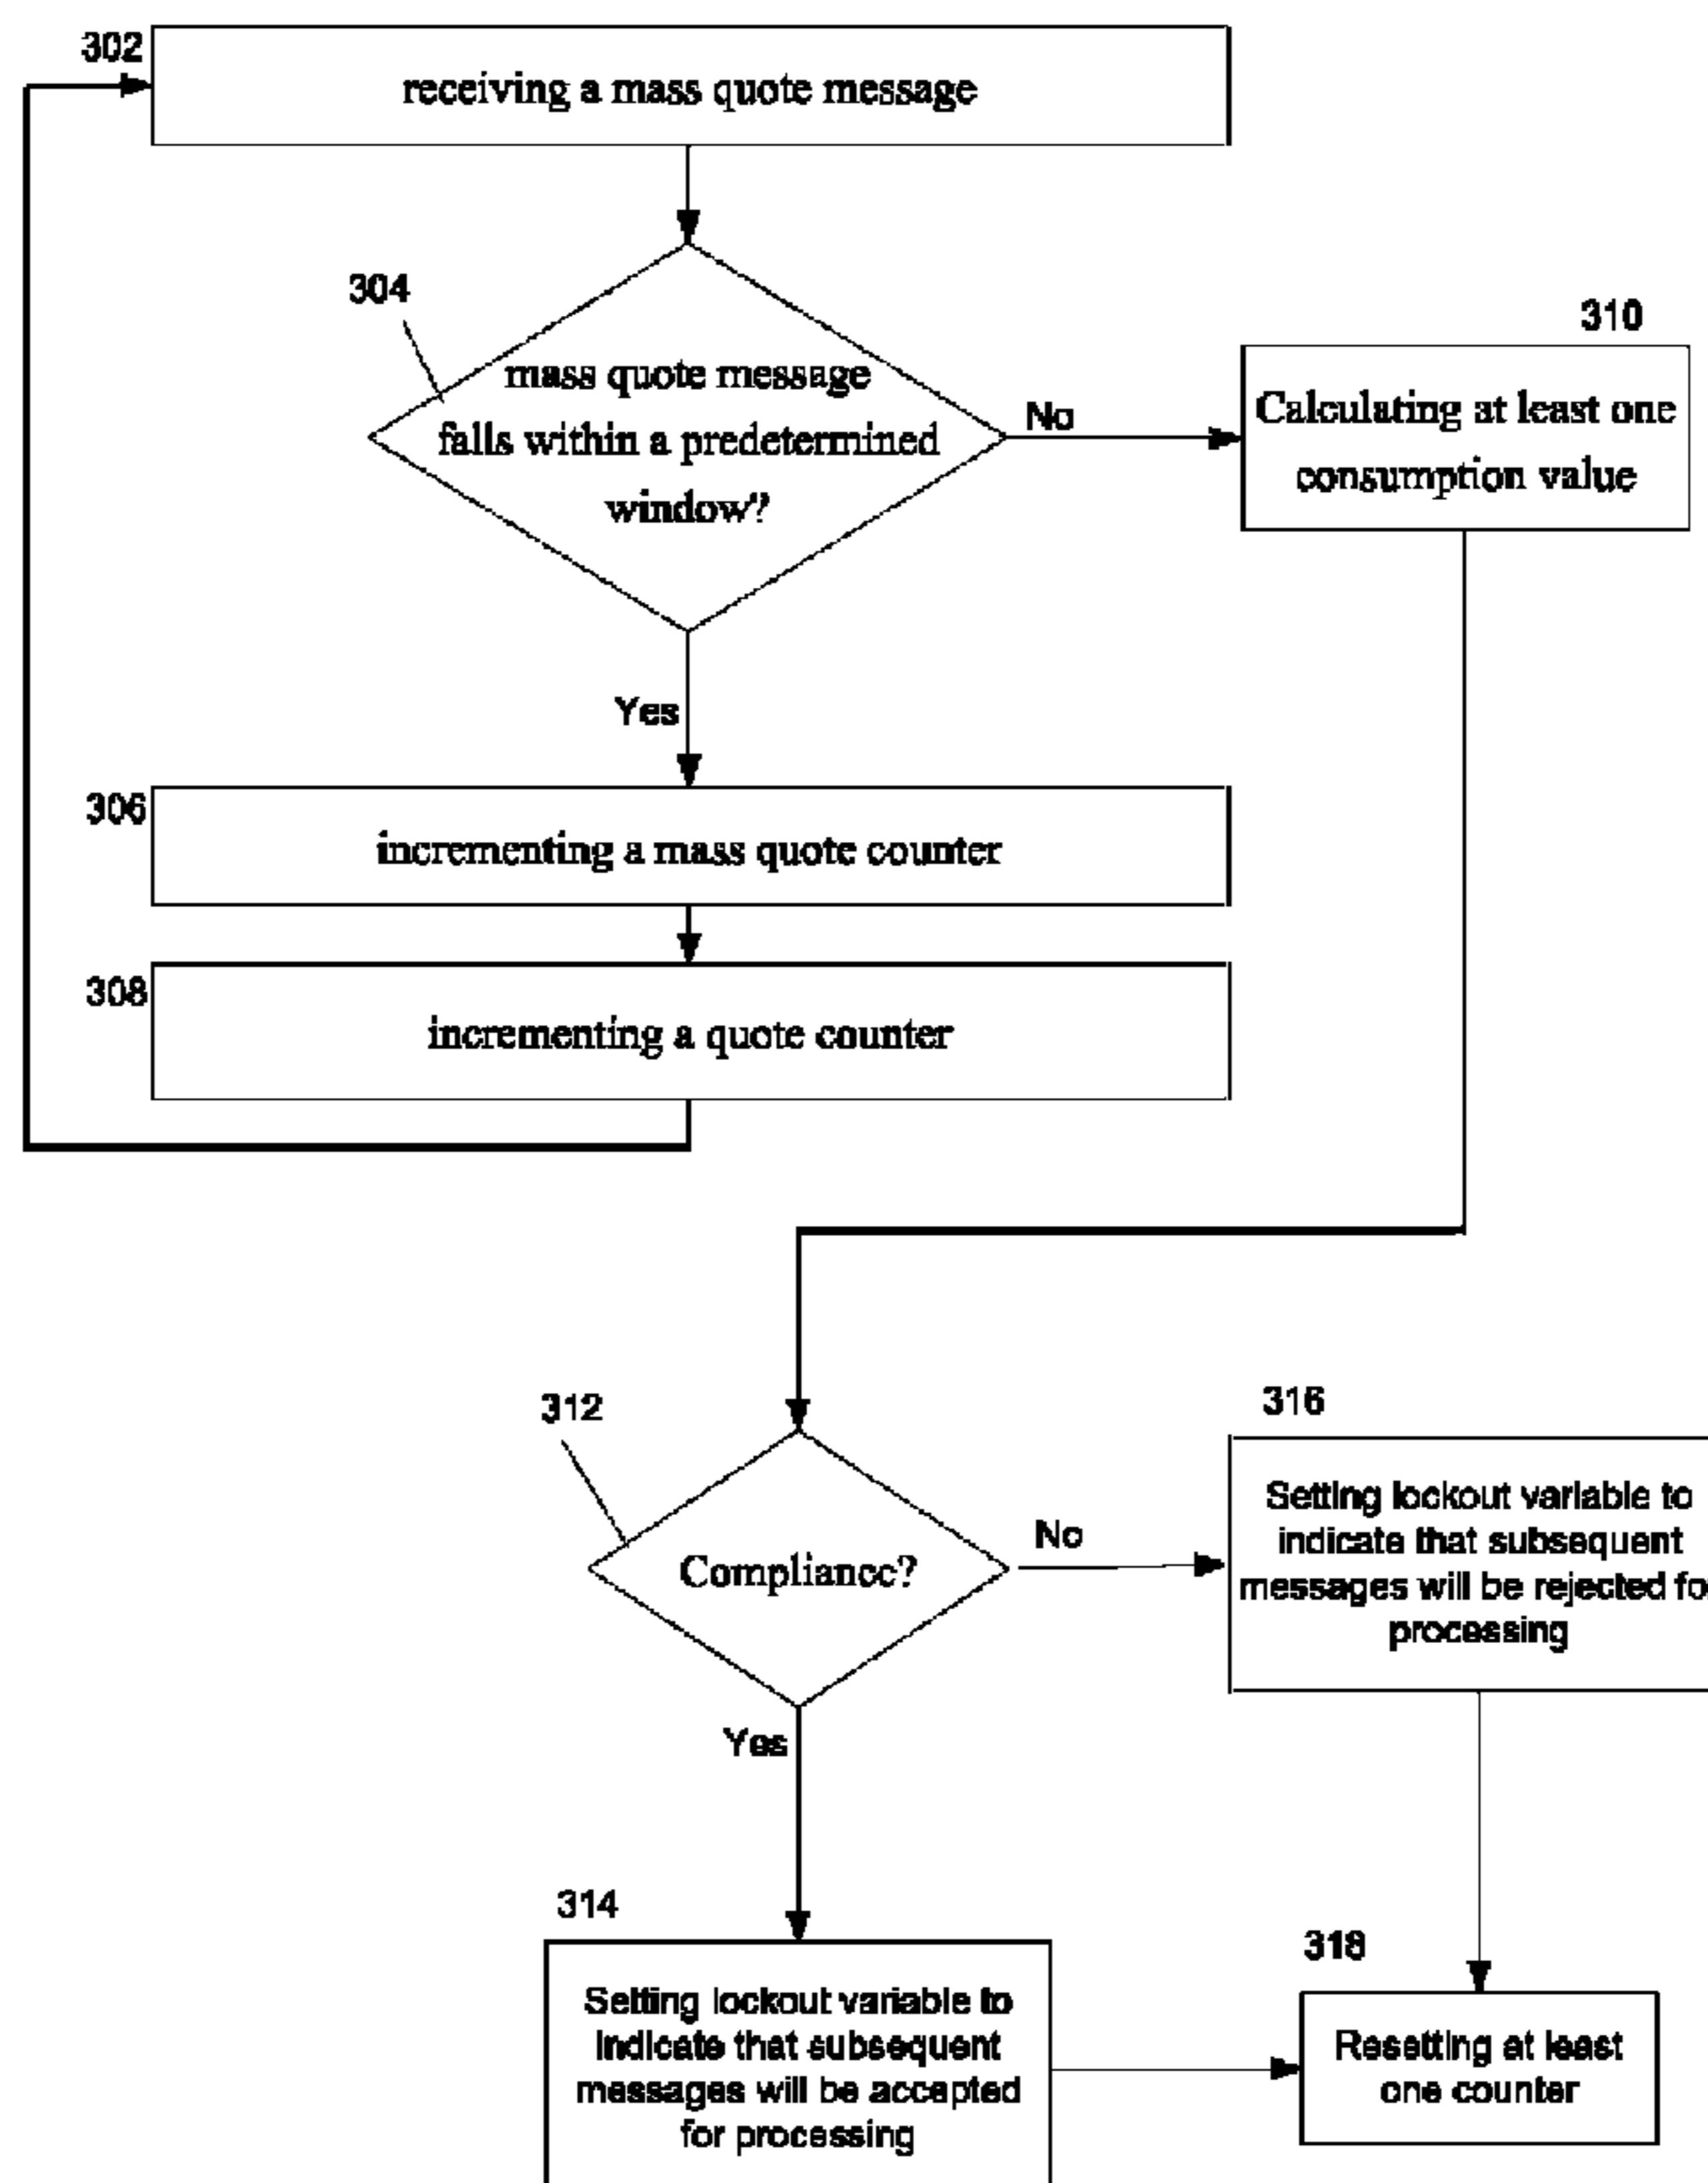 302
receiving a mass quote message
304
mass quote message
falls within a predetermined
window?
No
310
Calculating at least one
consumption value
Yes
306
incrementing a mass quote counter
308
incrementing a quote counter
312
Compliance?
No
316
Setting lockout variable to
indicate that subsequent
messages will be rejected for
processing
Yes
314
Setting lockout variable to
indicate that subsequent
messages will be accepted
for processing
318
Resetting at least
one counter